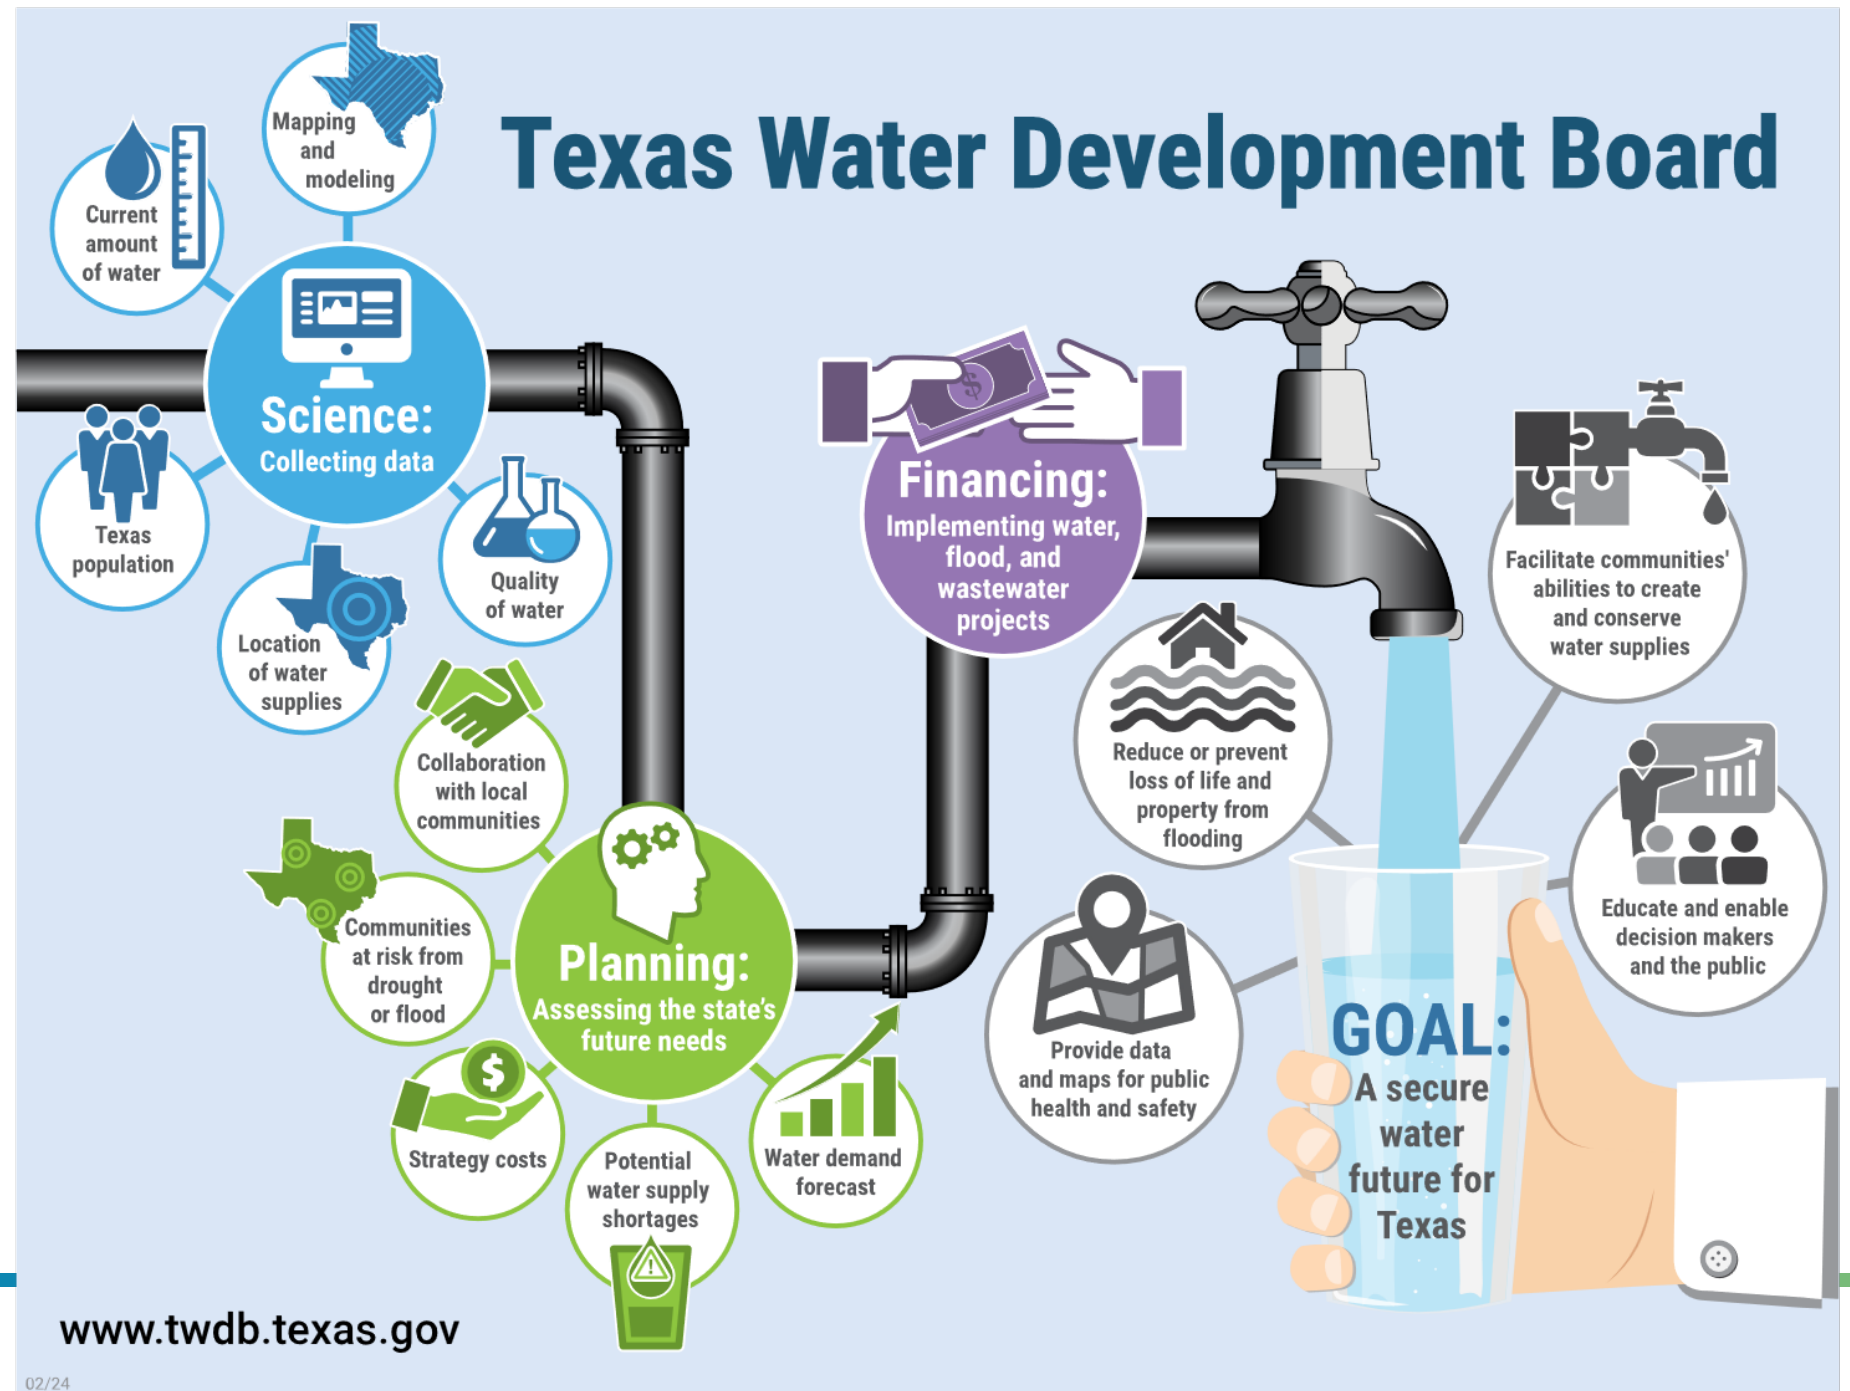 Texas Water Development Board
Mapping
and
modeling
Current
amount
of water
Science:
Collecting data
Texas
population
Location
of water
supplies
Quality
of water
Collaboration
with local
communities
Communities
at risk from
drought
or flood
Planning:
Assessing the state's
future needs
$
Strategy costs
Potential
water supply
shortages
!
Water demand
forecast
$
Financing:
Implementing water,
flood, and
wastewater
projects
Reduce or prevent
loss of life and
property from
flooding
Provide data
and maps for public
health and safety
Facilitate communities'
abilities to create
and conserve
water supplies
Educate and enable
decision makers
and the public
GOAL:
A secure
water
future for
Texas
www.twdb.texas.gov
02/24